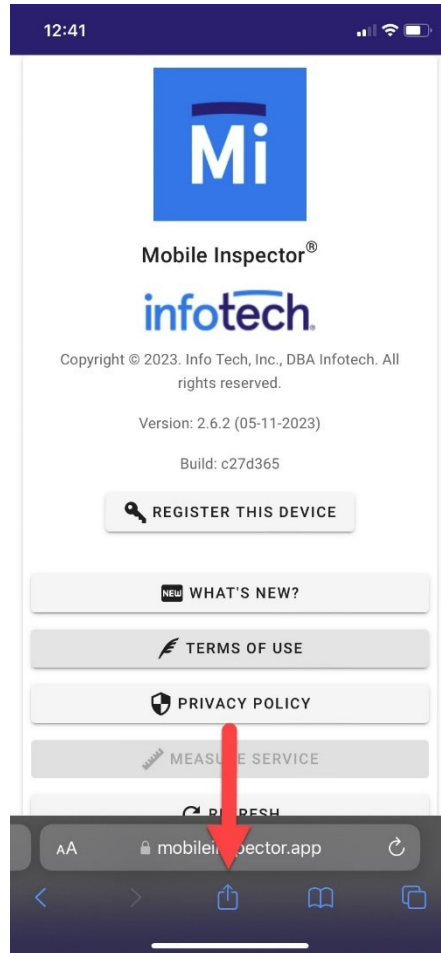 12:41
Mi
Mobile Inspector®
infotech.
Copyright © 2023. Info Tech, Inc., DBA Infotech. All
rights reserved.
Version: 2.6.2 (05-11-2023)
Build: c27d365
REGISTER THIS DEVICE
NEW WHAT'S NEW?
TERMS OF USE
PRIVACY POLICY
SERVICE
AA